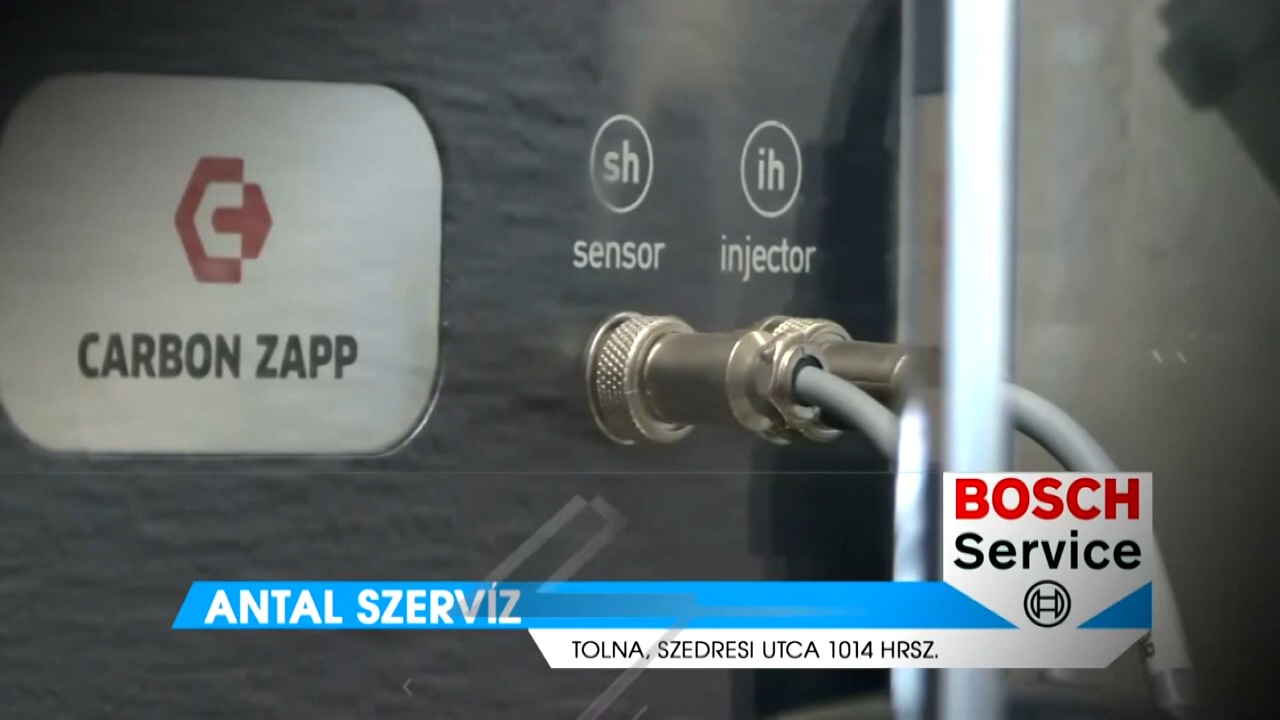 sh
ih
sensor
injector
CARBON ZAPP
BOSCH
Service
ANTAL SZERVÍZ
TOLNA, SZEDRESI UTCA 1014 HRSZ.